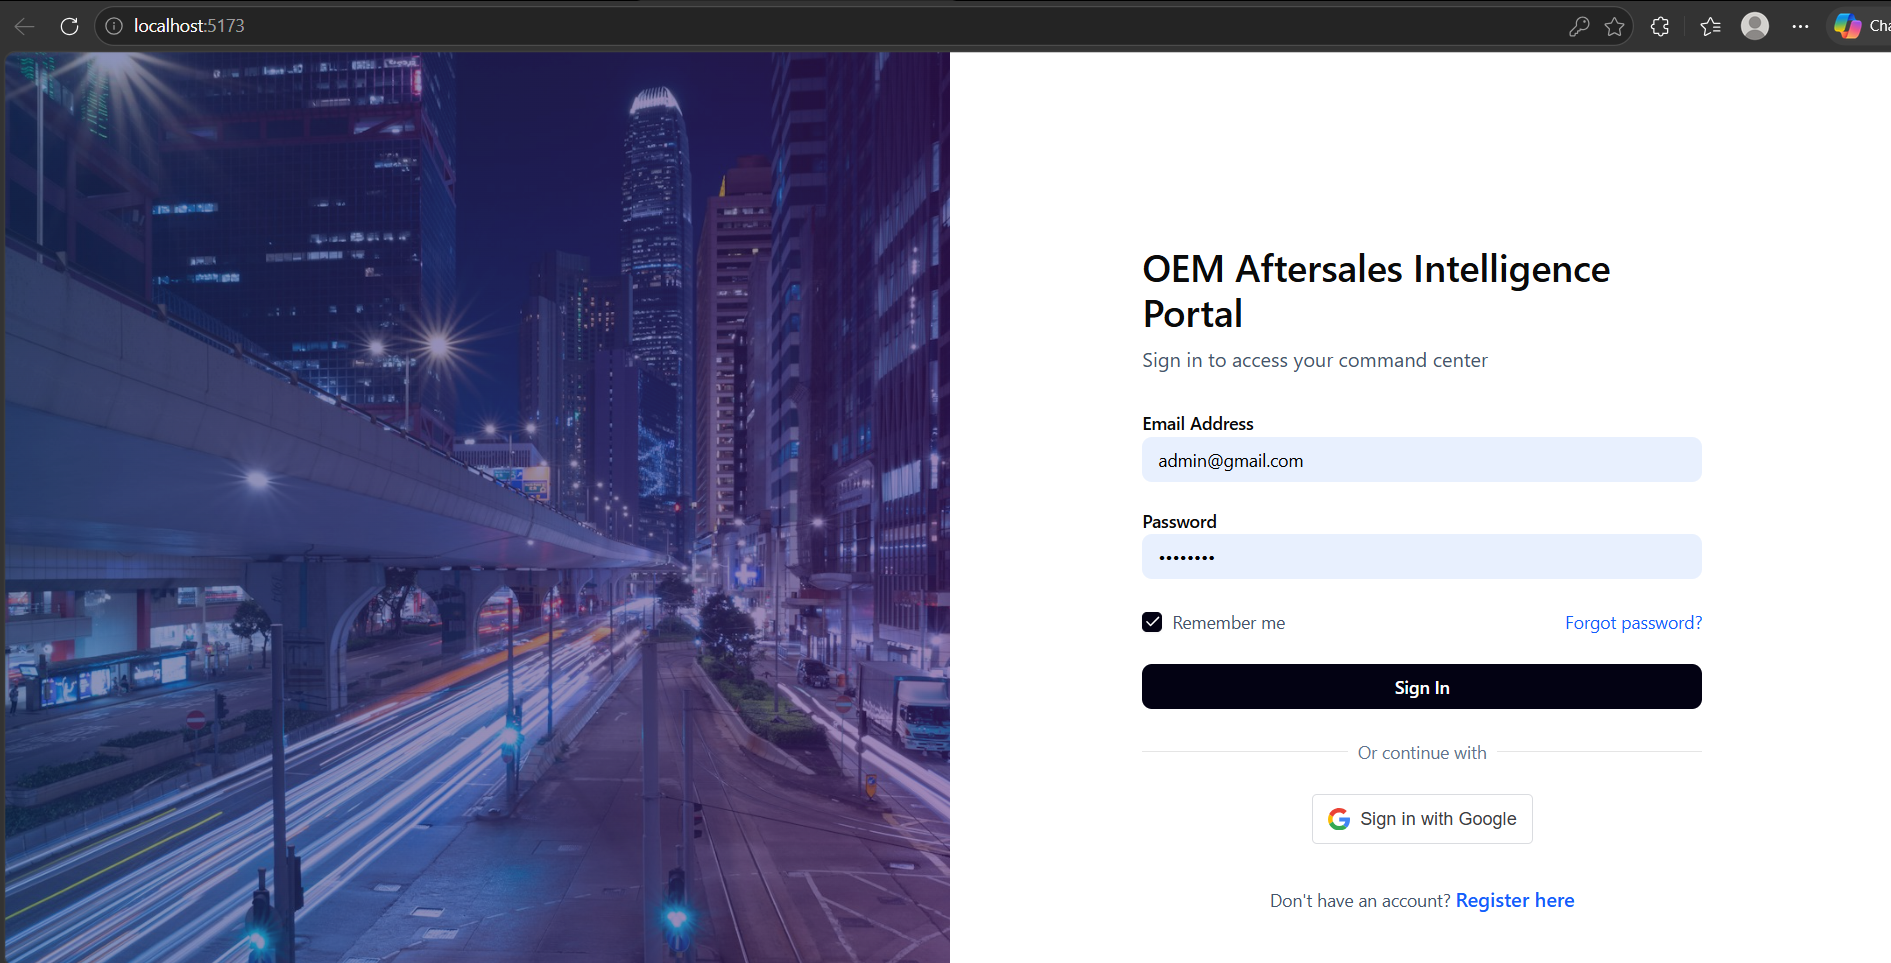 localhost:5173
Cha
OEM Aftersales Intelligence
Portal
Sign in to access your command center
Email Address
admin@gmail.com
Password
••••••••
Remember me
Forgot password?
Sign In
Or continue with
Sign in with Google
Don't have an account? Register here